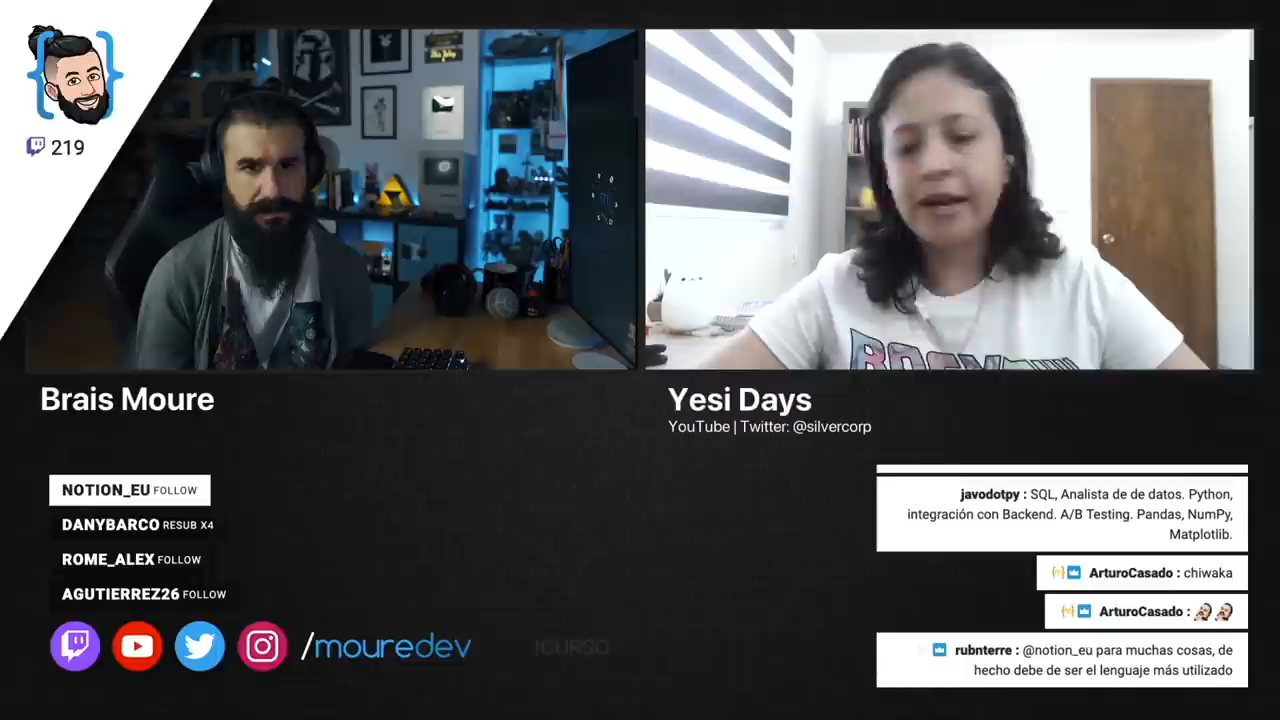 219
Brais Moure
Yesi Days
YouTube | Twitter: @silvercorp
NOTION_EU FOLLOW
DANYBARCO RESUB X4
ROME_ALEX FOLLOW
AGUTIERREZ26 FOLLOW
/mouredev
!CURSO
javodotpy : SQL, Analista de de datos. Python,
integración con Backend. A/B Testing. Pandas, NumPy,
Matplotlib.
ArturoCasado : chiwaka
ArturoCasado :
rubnterre : @notion_eu para muchas cosas, de
hecho debe de ser el lenguaje más utilizado